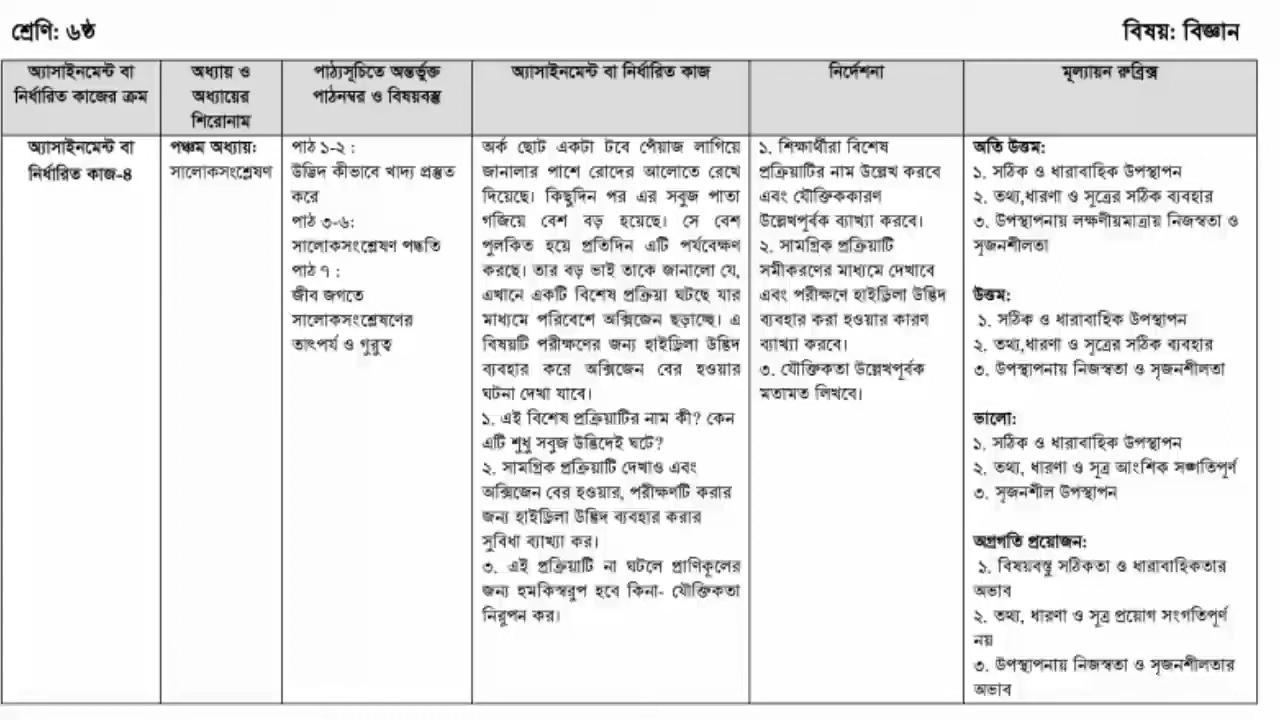 শ্রেণি: ৬ষ্ঠ
বিষয়: বিজ্ঞান
অ্যাসাইনমেন্ট বা
নির্ধারিত কাজের ক্রম
অধ্যায় ও
অধ্যায়ের
শিরোনাম
পাঠ্যসূচিতে অন্তর্ভুক্ত
পাঠনম্বর ও বিষয়বস্তু
অ্যাসাইনমেন্ট বা নির্ধারিত কাজ
নির্দেশনা
মূল্যায়ন রুব্রিক্স
অ্যাসাইনমেন্ট বা
নির্ধারিত কাজ-৪
পঞ্চম অধ্যায়:
সালোকসংশ্লেষণ
পাঠ ১-২ :
উদ্ভিদ কীভাবে খাদ্য প্রস্তুত
করে
পাঠ ৩-৬:
সালোকসংশ্লেষণ পদ্ধতি
পাঠ ৭ :
জীব জগতে
সালোকসংশ্লেষণের
তাৎপর্য ও গুরুত্ব
অর্ক ছোট একটা টবে পেঁয়াজ লাগিয়ে
জানালার পাশে রোদের আলোতে রেখে
দিয়েছে। কিছুদিন পর এর সবুজ পাতা
গজিয়ে বেশ বড় হয়েছে। সে বেশ
পুলকিত হয়ে প্রতিদিন এটি পর্যবেক্ষণ
করছে। তার বড় ভাই তাকে জানালো যে,
এখানে একটি বিশেষ প্রক্রিয়া ঘটছে যার
মাধ্যমে পরিবেশে অক্সিজেন ছড়াচ্ছে। এ
বিষয়টি পরীক্ষণের জন্য হাইড্রিলা উদ্ভিদ
ব্যবহার করে অক্সিজেন বের হওয়ার
ঘটনা দেখা যাবে।
১. এই বিশেষ প্রক্রিয়াটির নাম কী? কেন
এটি শুধু সবুজ উদ্ভিদেই ঘটে?
২. সামগ্রিক প্রক্রিয়াটি দেখাও এবং
অক্সিজেন বের হওয়ার, পরীক্ষণটি করার
জন্য হাইড্রিলা উদ্ভিদ ব্যবহার করার
সুবিধা ব্যাখ্যা কর।
৩. এই প্রক্রিয়াটি না ঘটলে প্রাণিকূলের
জন্য হুমকিস্বরূপ হবে কিনা- যৌক্তিকতা
নিরূপন কর।
১. শিক্ষার্থীরা বিশেষ
প্রক্রিয়াটির নাম উল্লেখ করবে
এবং যৌক্তিককারণ
উল্লেখপূর্বক ব্যাখ্যা করবে।
২. সামগ্রিক প্রক্রিয়াটি
সমীকরণের মাধ্যমে দেখাবে
এবং পরীক্ষণে হাইড্রিলা উদ্ভিদ
ব্যবহার করা হওয়ার কারণ
ব্যাখ্যা করবে।
৩. যৌক্তিকতা উল্লেখপূর্বক
মতামত লিখবে।
অতি উত্তম:
১. সঠিক ও ধারাবাহিক উপস্থাপন
২. তথ্য,ধারণা ও সূত্রের সঠিক ব্যবহার
৩. উপস্থাপনায় লক্ষণীয়মাত্রায় নিজস্বতা ও
সৃজনশীলতা
উত্তম:
১. সঠিক ও ধারাবাহিক উপস্থাপন
২. তথ্য,ধারণা ও সূত্রের সঠিক ব্যবহার
৩. উপস্থাপনায় নিজস্বতা ও সৃজনশীলতা
ভালো:
১. সঠিক ও ধারাবাহিক উপস্থাপন
২. তথ্য, ধারণা ও সূত্র আংশিক সঙ্গতিপূর্ণ
৩. সৃজনশীল উপস্থাপন
অগ্রগতি প্রয়োজন:
১. বিষয়বস্তু সঠিকতা ও ধারাবাহিকতার
অভাব
২. তথ্য, ধারণা ও সূত্র প্রয়োগ সংগতিপূর্ণ
নয়
৩. উপস্থাপনায় নিজস্বতা ও সৃজনশীলতার
অভাব